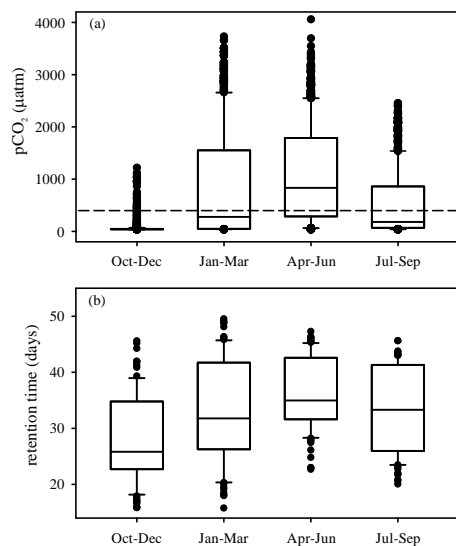 (a)
4000
3000
2000
1000
0
pCO₂ (µatm)
Oct-Dec Jan-Mar Apr-Jun Jul-Sep
(b)
50
40
30
20
retention time (days)
Oct-Dec Jan-Mar Apr-Jun Jul-Sep